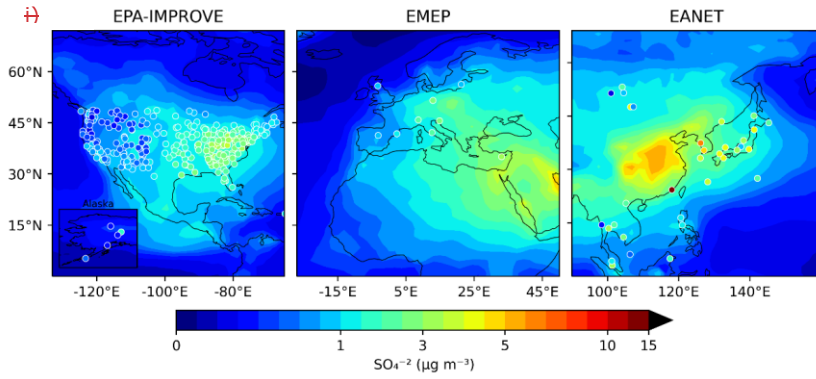 i)
EPA-IMPROVE EMEP EANET
60°N
45°N
30°N
15°N
Alaska
-120°E -100°E -80°E -15°E 5°E 25°E 45°E 100°E 120°E 140°E
0 1 3 5 10 15
SO₄⁻² (μg m⁻³)